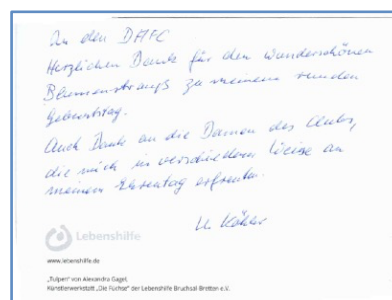 An den DAFC
Herzlichen Dank für den wunderschönen
Blumenstrauß zu meinem runden
Geburtstag.
Auch Dank an die Damen des Clubs,
die mich in verschiedener Weise an
meinem Ehrentag erfreuten.
Köhler
Lebenshilfe
www.lebenshilfe.de
„Tulpen" von Alexandra Gagel,
Künstlerwerkstatt „Die Füchse" der Lebenshilfe Bruchsal-Bretten e.V.